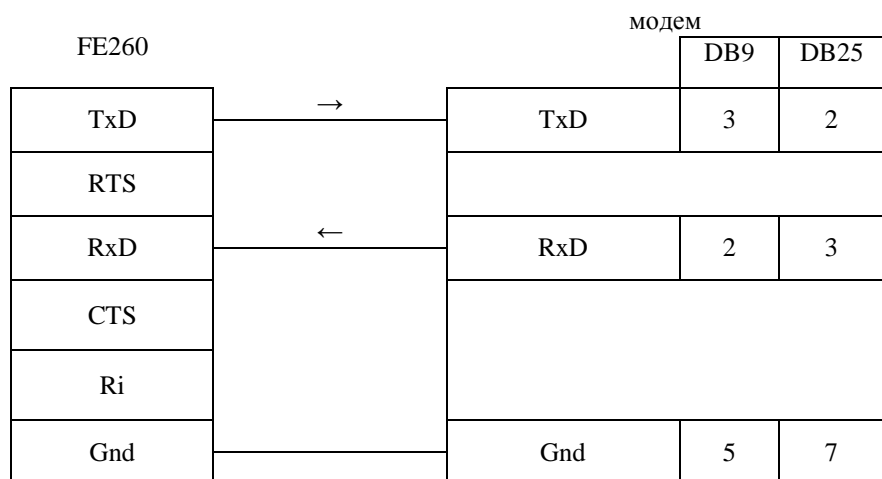 модем
FE260 DB9 DB25
→
TxD TxD 3 2
RTS
←
RxD RxD 2 3
CTS
Ri
Gnd Gnd 5 7